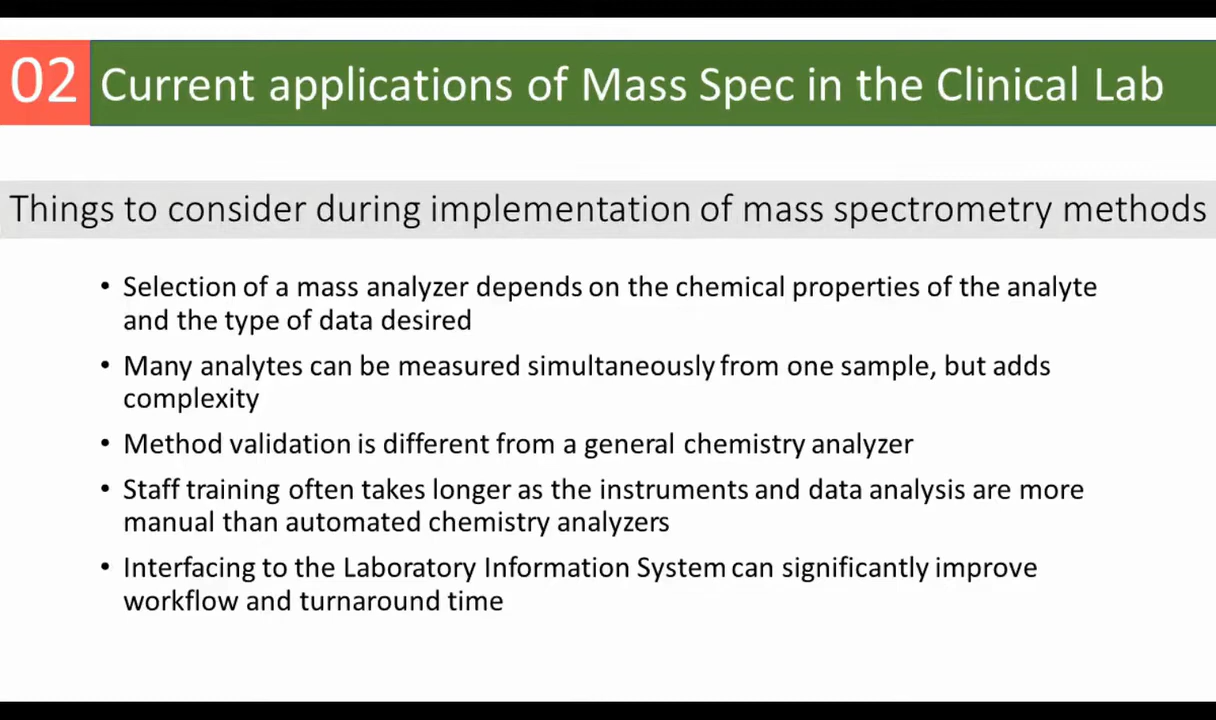 02 Current applications of Mass Spec in the Clinical Lab
Things to consider during implementation of mass spectrometry methods
• Selection of a mass analyzer depends on the chemical properties of the analyte
and the type of data desired
• Many analytes can be measured simultaneously from one sample, but adds
complexity
• Method validation is different from a general chemistry analyzer
• Staff training often takes longer as the instruments and data analysis are more
manual than automated chemistry analyzers
• Interfacing to the Laboratory Information System can significantly improve
workflow and turnaround time